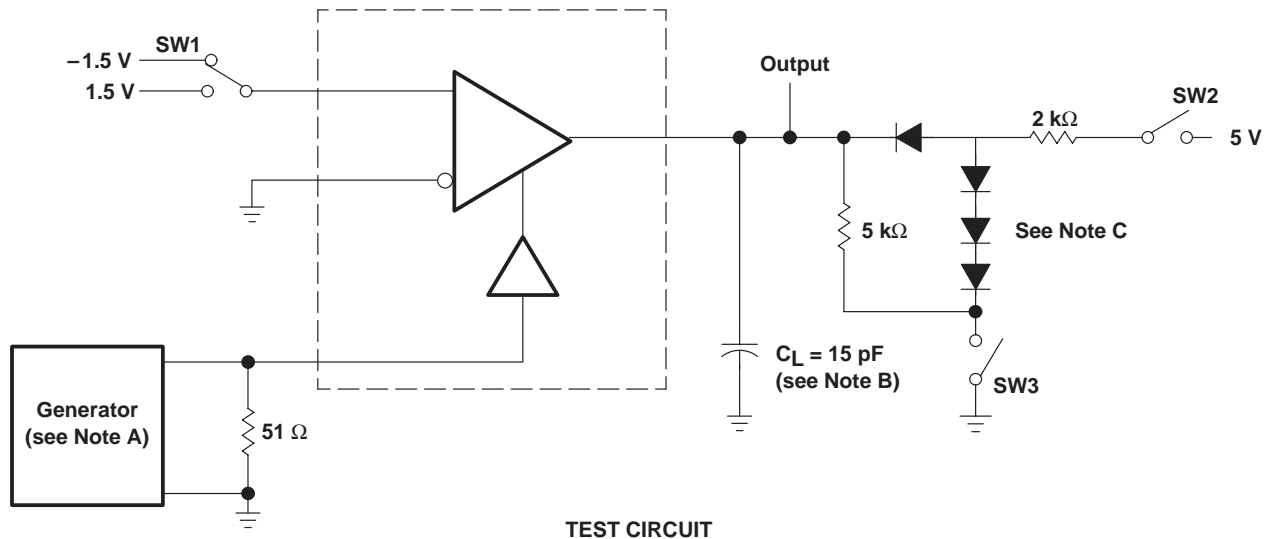 SW1
–1.5 V
1.5 V
Output
SW2
2 kΩ
5 V
5 kΩ
See Note C
CL = 15 pF
(see Note B)
SW3
Generator
(see Note A)
51 Ω
TEST CIRCUIT